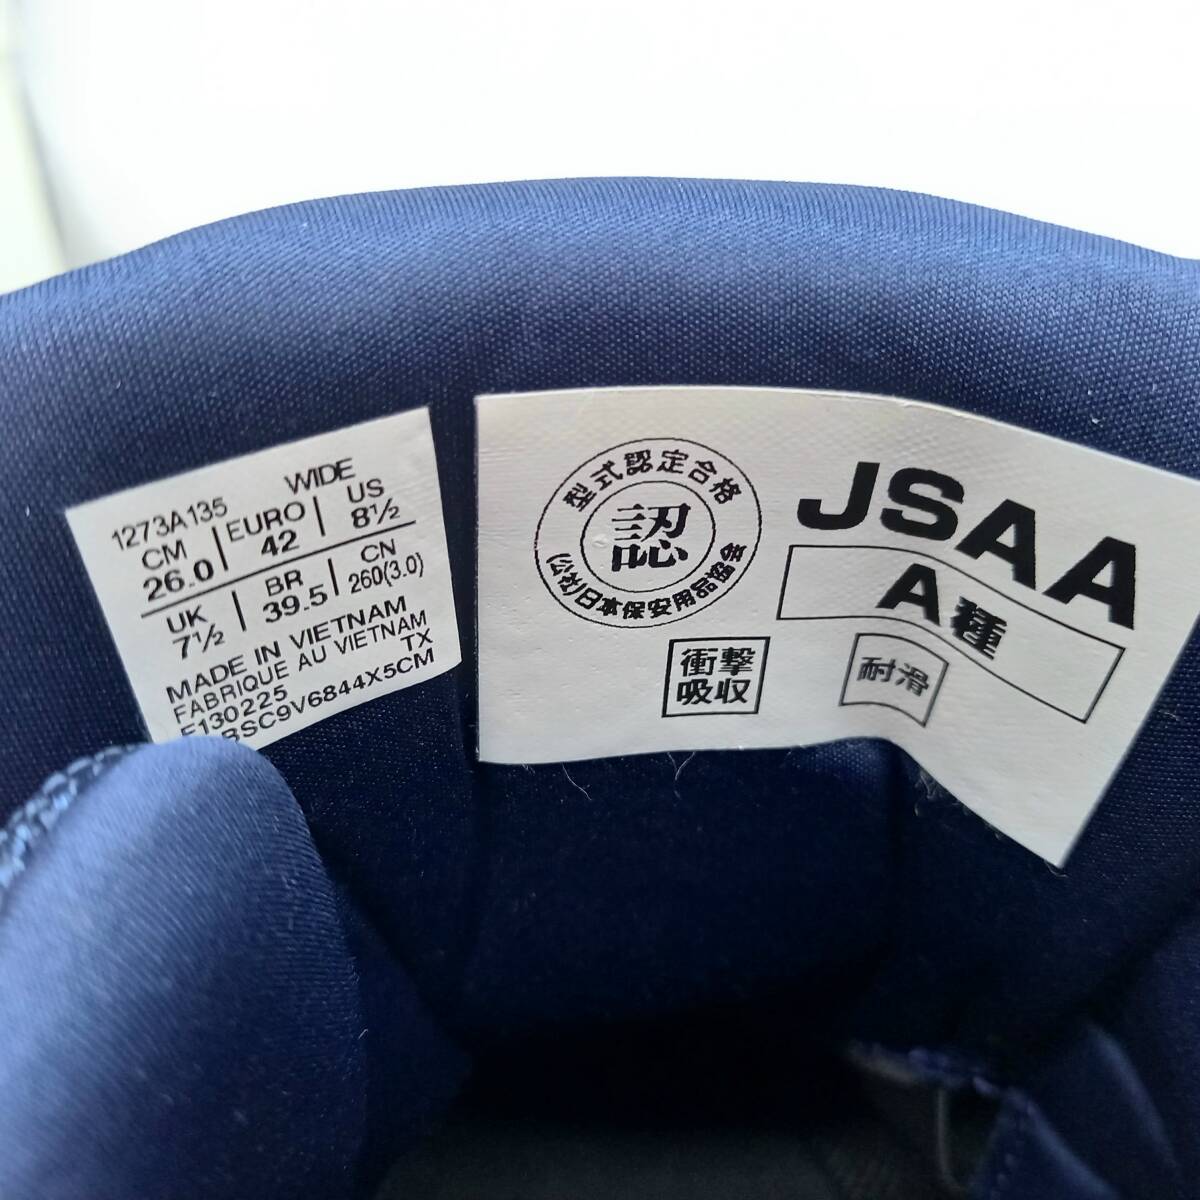 WIDE
1273A135
CM EURO US
26.0 42 8½
UK BR CN
7½ 39.5 260(3.0)
MADE IN VIETNAM
FABRIQUE AU VIETNAM
F130225 TX
BSC9V6844X5CM
型式認定合格
認
(公社)日本保安用品協会
JSAA
A種
衝撃
吸収
耐滑